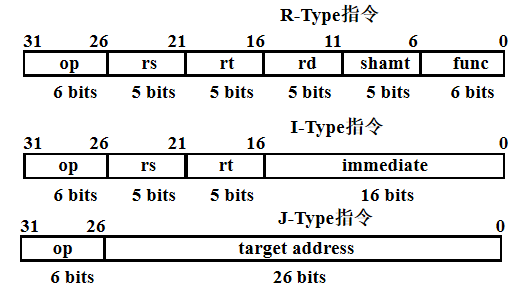 R-Type指令
31 26 21 16 11 6 0
op rs rt rd shamt func
6 bits 5 bits 5 bits 5 bits 5 bits 6 bits
I-Type指令
31 26 21 16 0
op rs rt immediate
6 bits 5 bits 5 bits 16 bits
J-Type指令
31 26 0
op target address
6 bits 26 bits